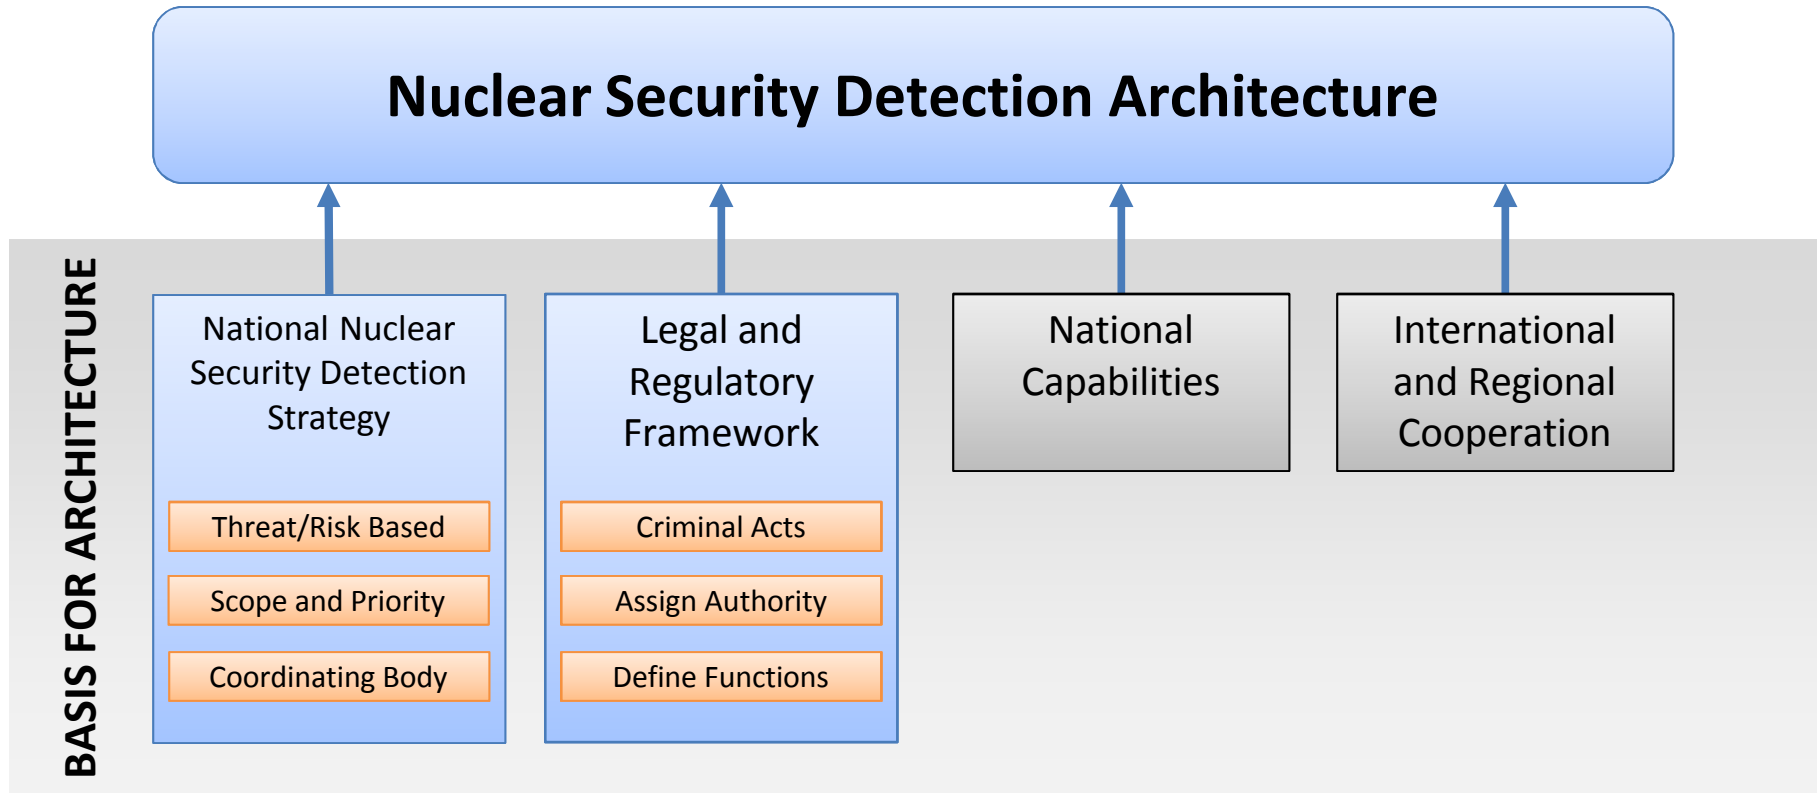 Nuclear Security Detection Architecture
BASIS FOR ARCHITECTURE
National Nuclear
Security Detection
Strategy
Threat/Risk Based
Scope and Priority
Coordinating Body
Legal and
Regulatory
Framework
Criminal Acts
Assign Authority
Define Functions
National
Capabilities
International
and Regional
Cooperation